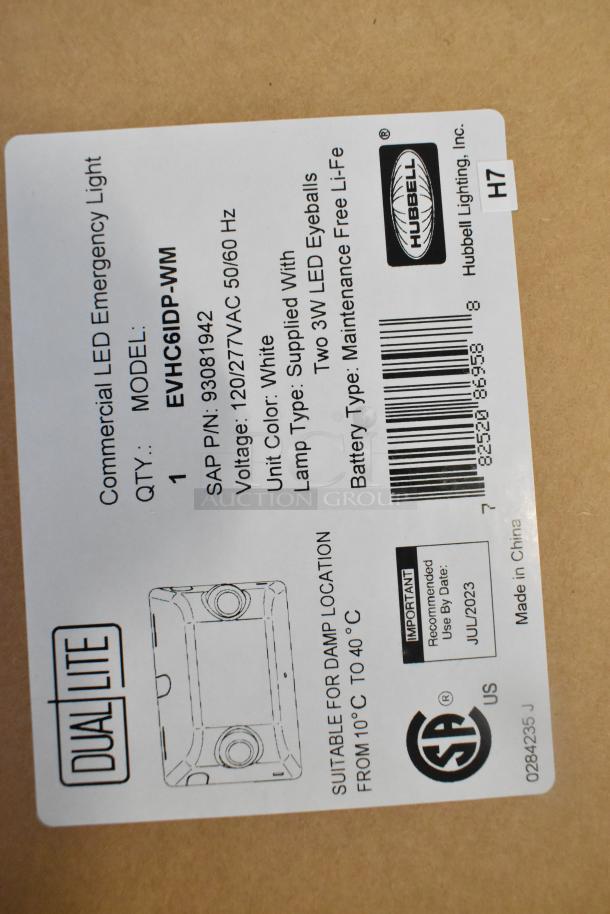 DUAL LITE
Commercial LED Emergency Light
QTY.: MODEL:
1 EVHC6IDP-WM
SAP P/N: 93081942
Voltage: 120/277VAC 50/60 Hz
Unit Color: White
Lamp Type: Supplied With
Two 3W LED Eyeballs
Battery Type: Maintenance Free Li-Fe
SUITABLE FOR DAMP LOCATION
FROM 10°C TO 40°C
IMPORTANT
Recommended
Use By Date:
JUL/2023
7 82520 86958 8
HUBBELL®
Hubbell Lighting, Inc.
H7
SA® US
Made in China
0284235 J
AUCTION GROUP